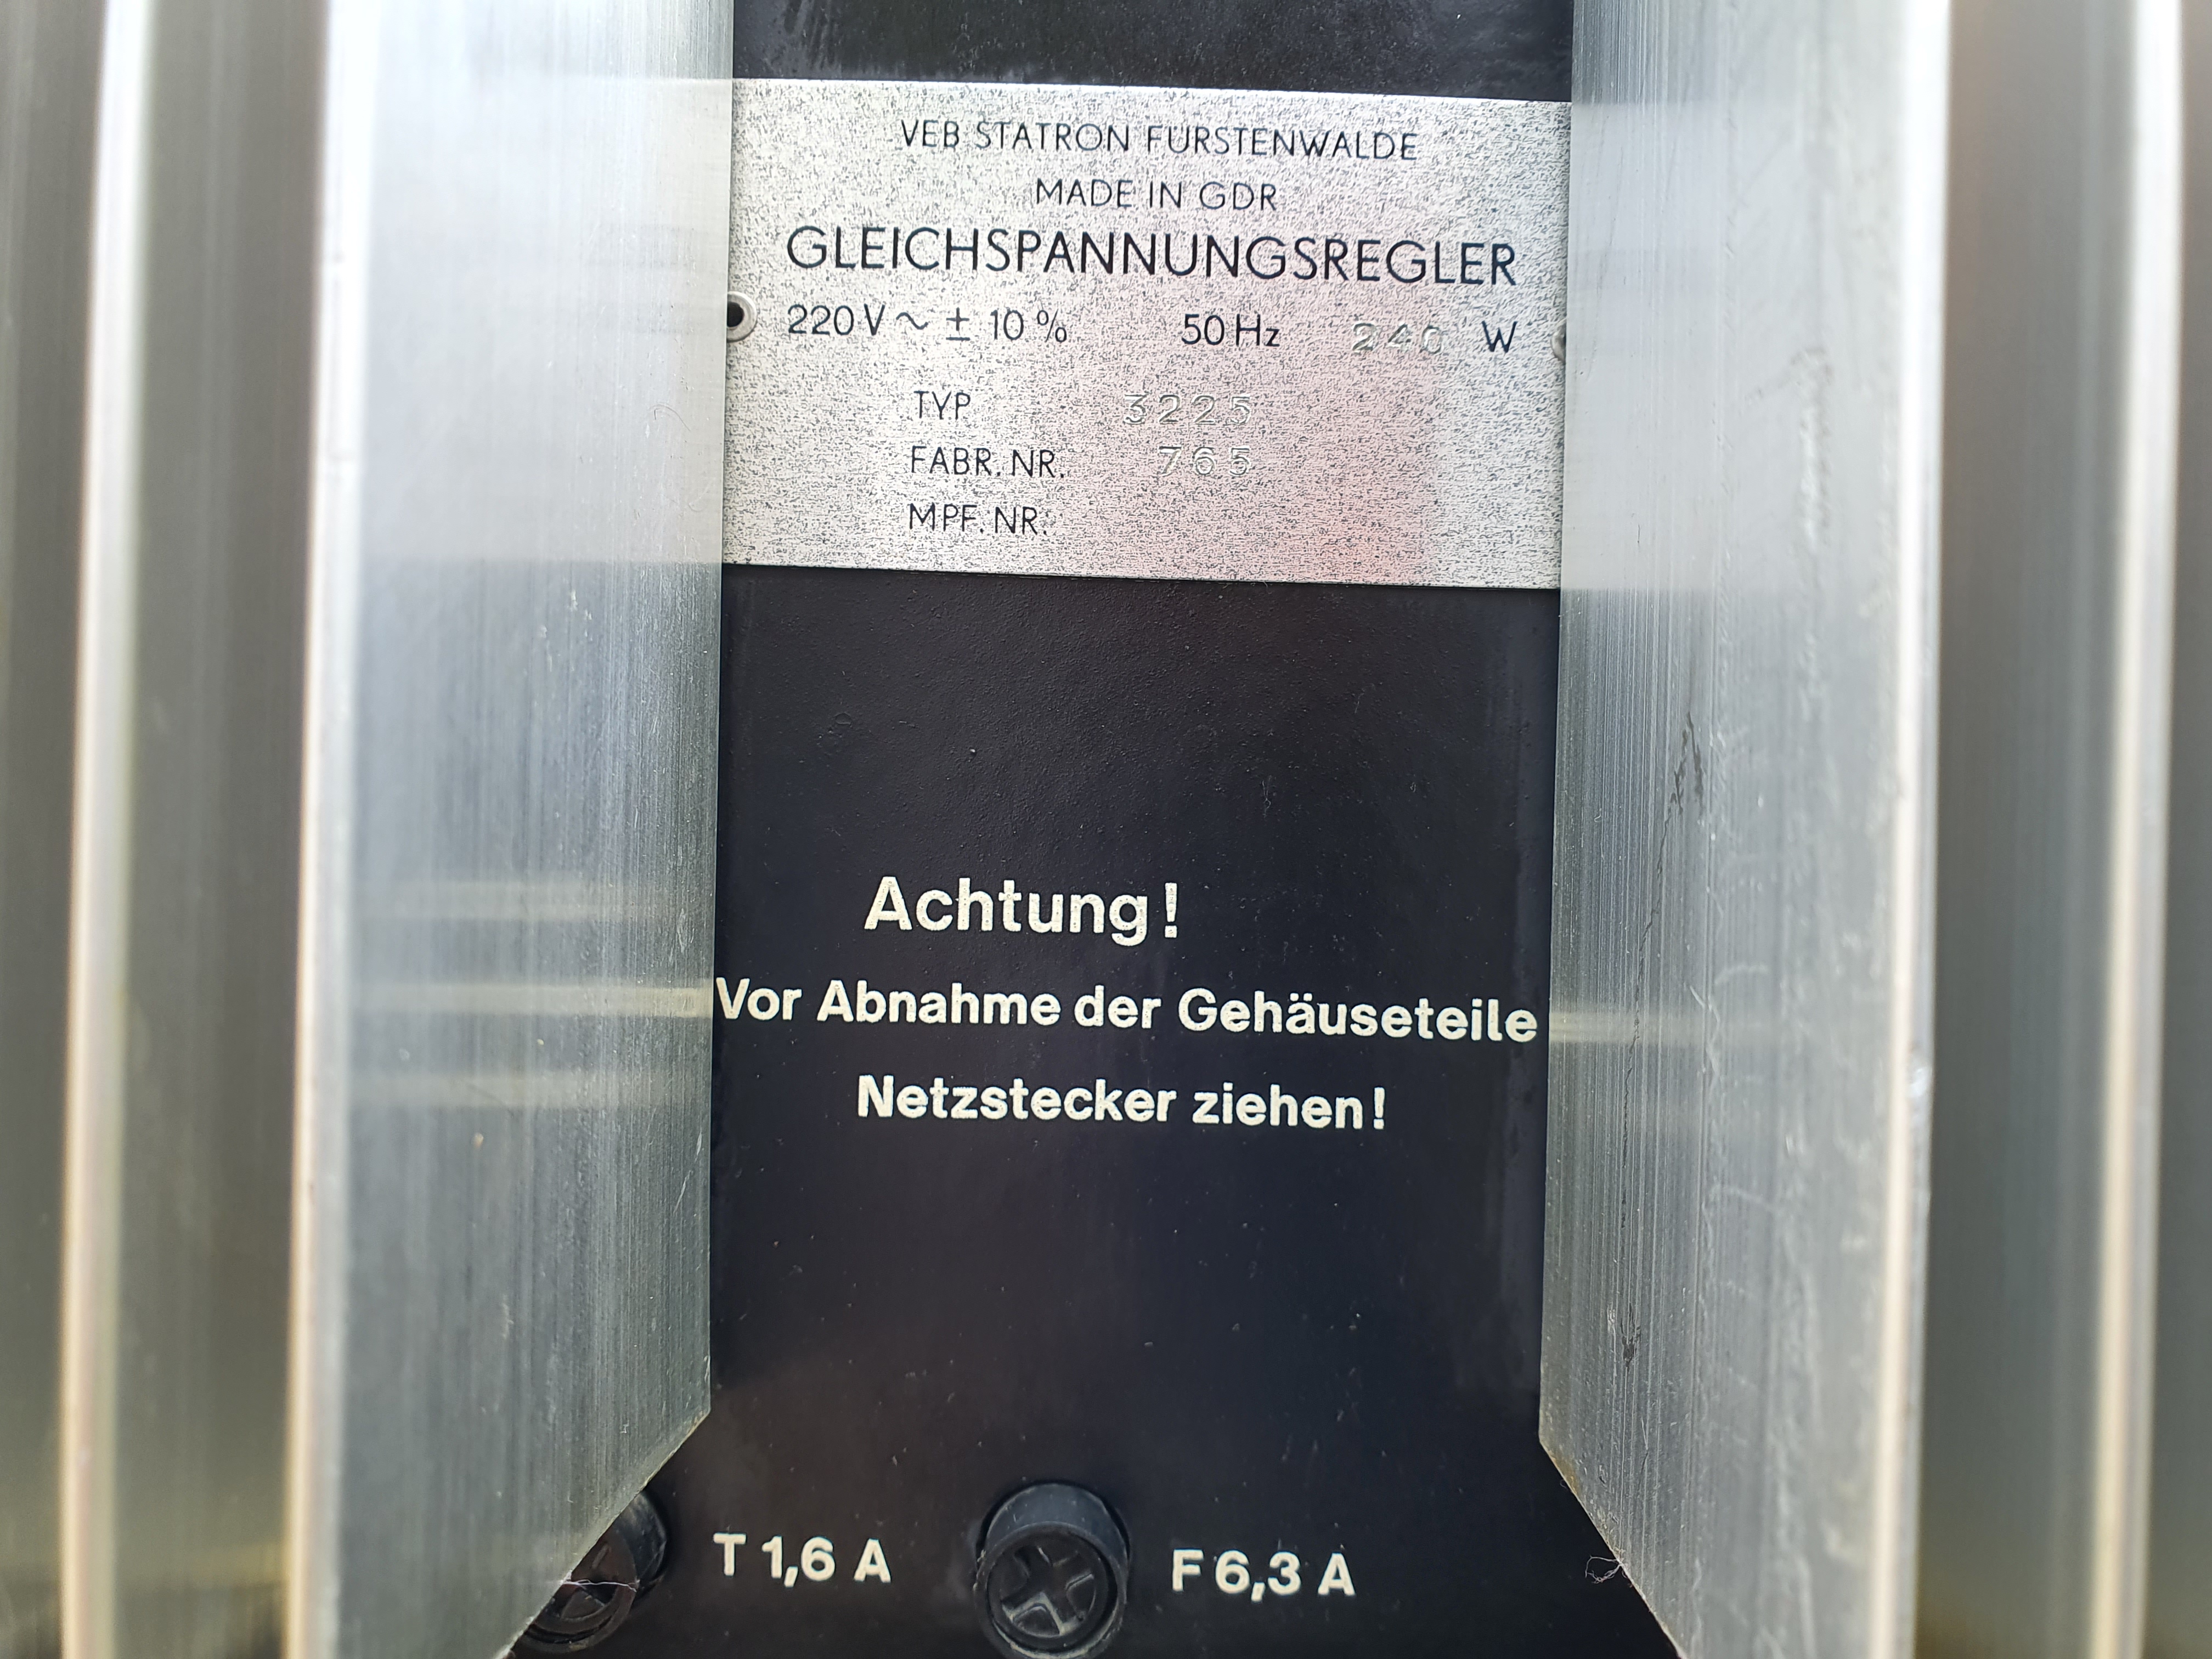 VEB STATRON FÜRSTENWALDE
MADE IN GDR
GLEICHSPANNUNGSREGLER
220 V ~ ± 10 % 50 Hz 240 W
TYP 3225
FABR. NR. 765
MPF. NR.
Achtung!
Vor Abnahme der Gehäuseteile
Netzstecker ziehen!
T 1,6 A F 6,3 A